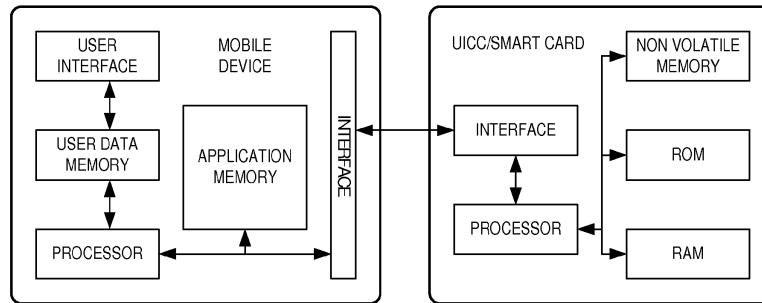 USER
INTERFACE
MOBILE
DEVICE
USER DATA
MEMORY
APPLICATION
MEMORY
PROCESSOR
INTERFACE
UICC/SMART CARD
NON VOLATILE
MEMORY
INTERFACE
ROM
PROCESSOR
RAM